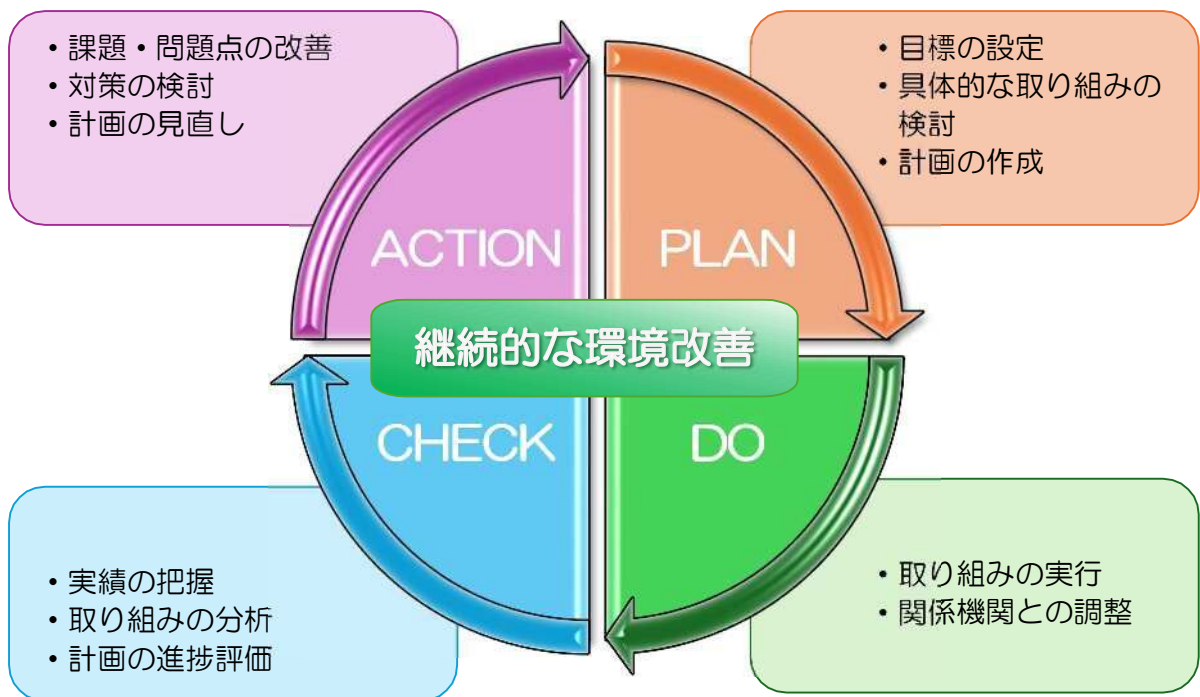 ・課題・問題点の改善
・対策の検討
・計画の見直し
・目標の設定
・具体的な取り組みの
検討
・計画の作成
ACTION
PLAN
継続的な環境改善
CHECK
DO
・実績の把握
・取り組みの分析
・計画の進捗評価
・取り組みの実行
・関係機関との調整